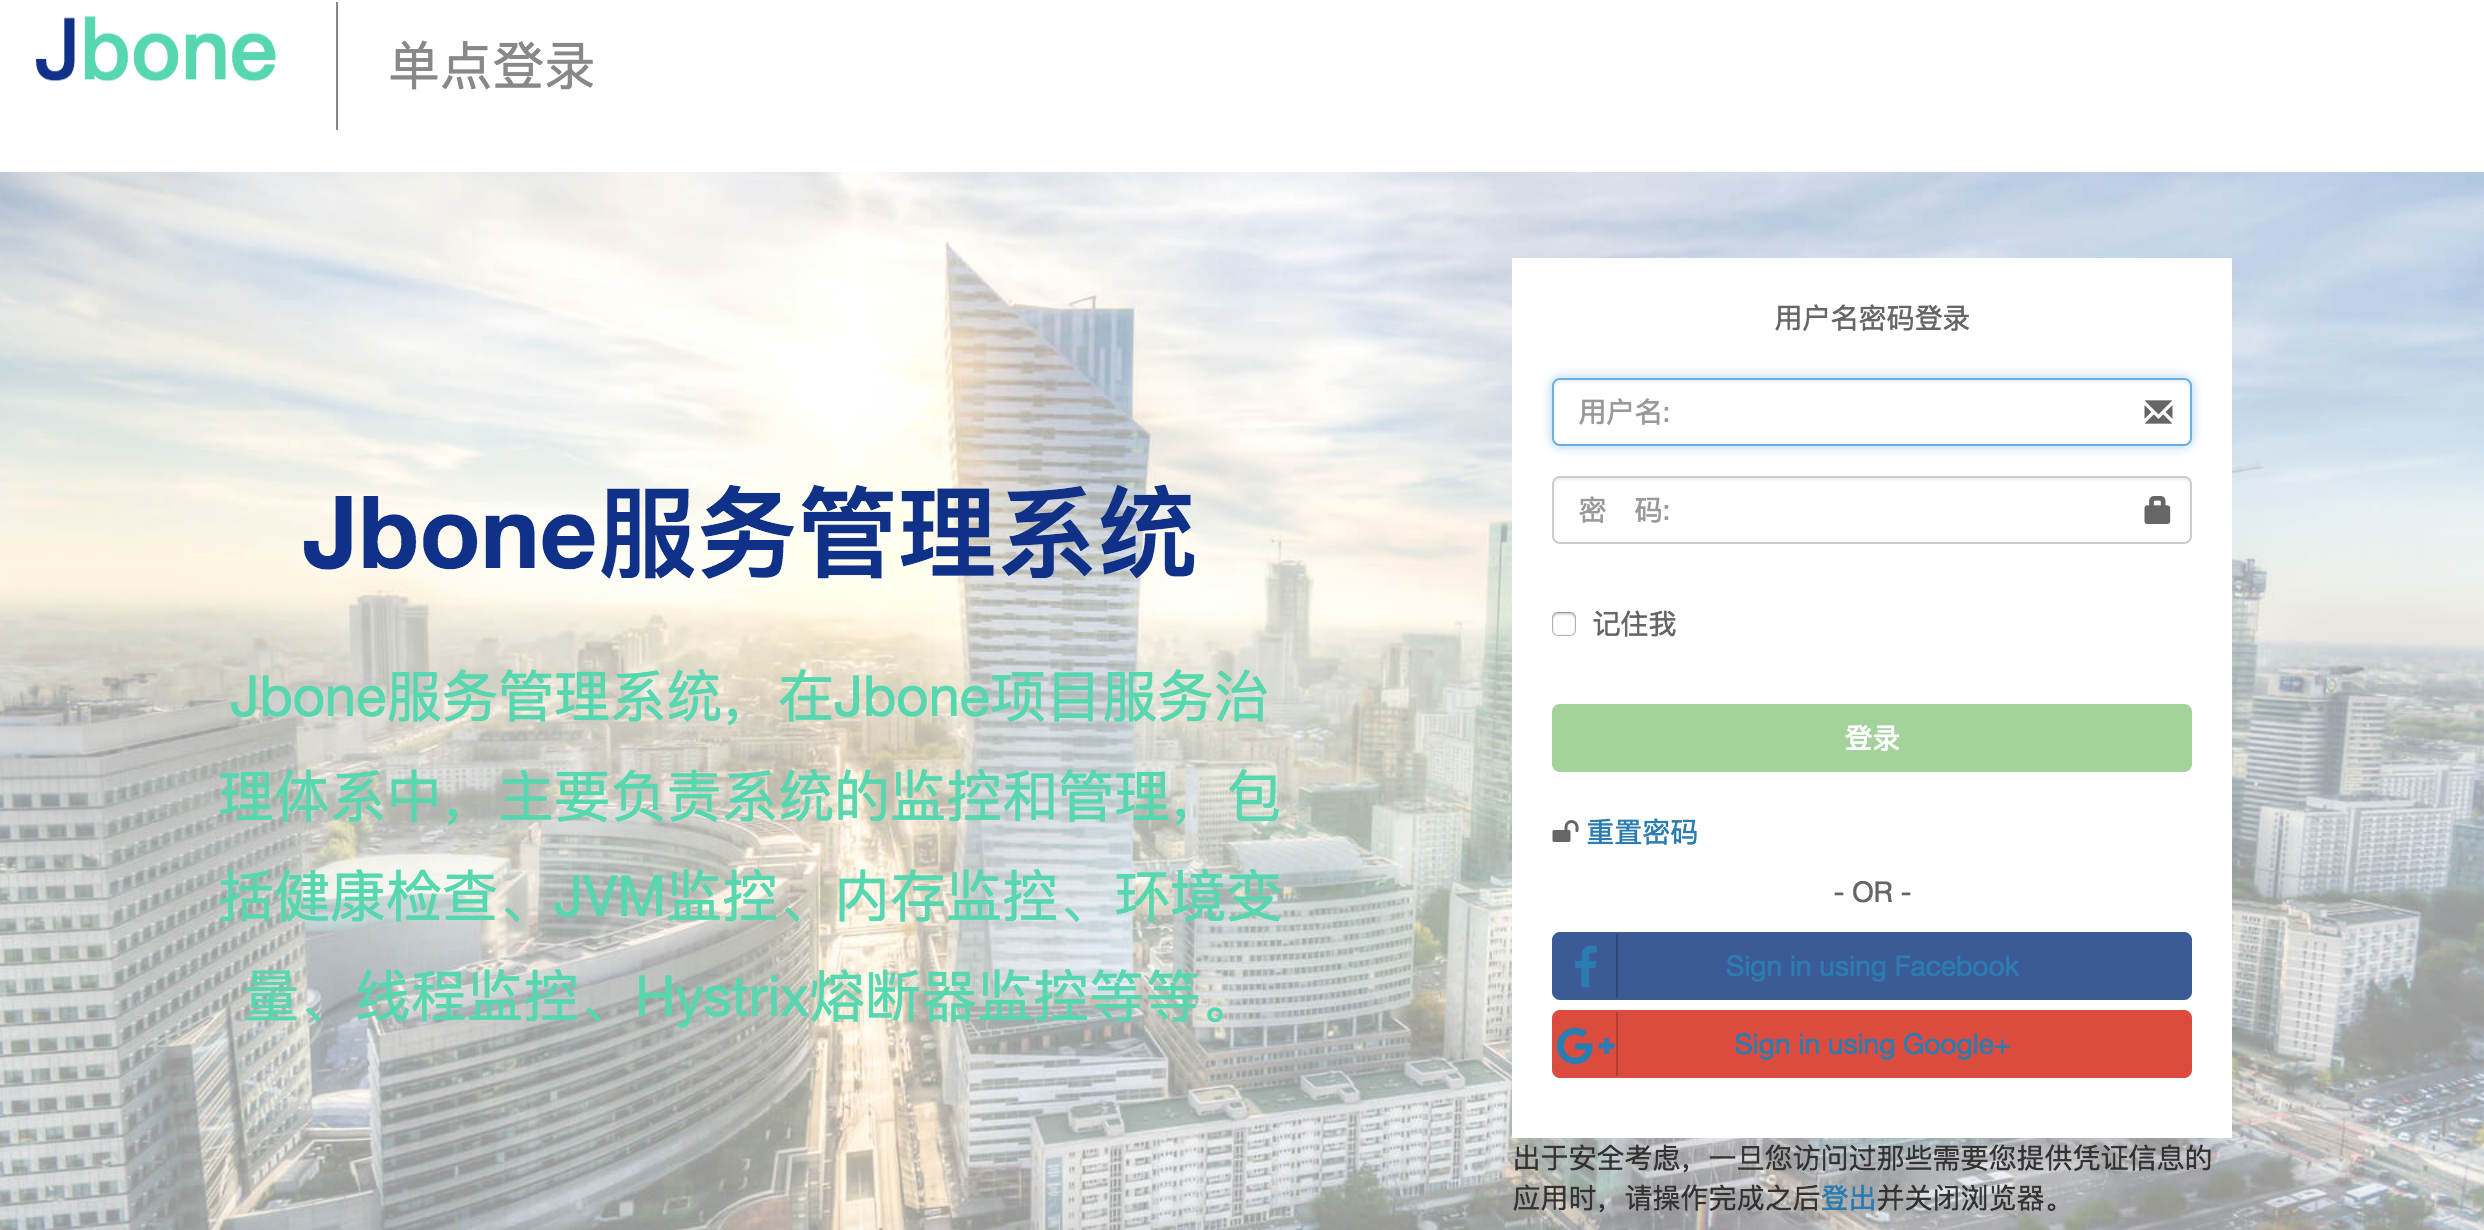 Jbone
单点登录
Jbone服务管理系统
Jbone服务管理系统，在Jbone项目服务治
理体系中，主要负责系统的监控和管理，包
括健康检查、JVM监控、内存监控、环境变
量、线程监控、Hystrix熔断器监控等等。
用户名密码登录
用户名:
密　码:
记住我
登录
重置密码
- OR -
Sign in using Facebook
G+ Sign in using Google+
出于安全考虑，一旦您访问过那些需要您提供凭证信息的
应用时，请操作完成之后登出并关闭浏览器。